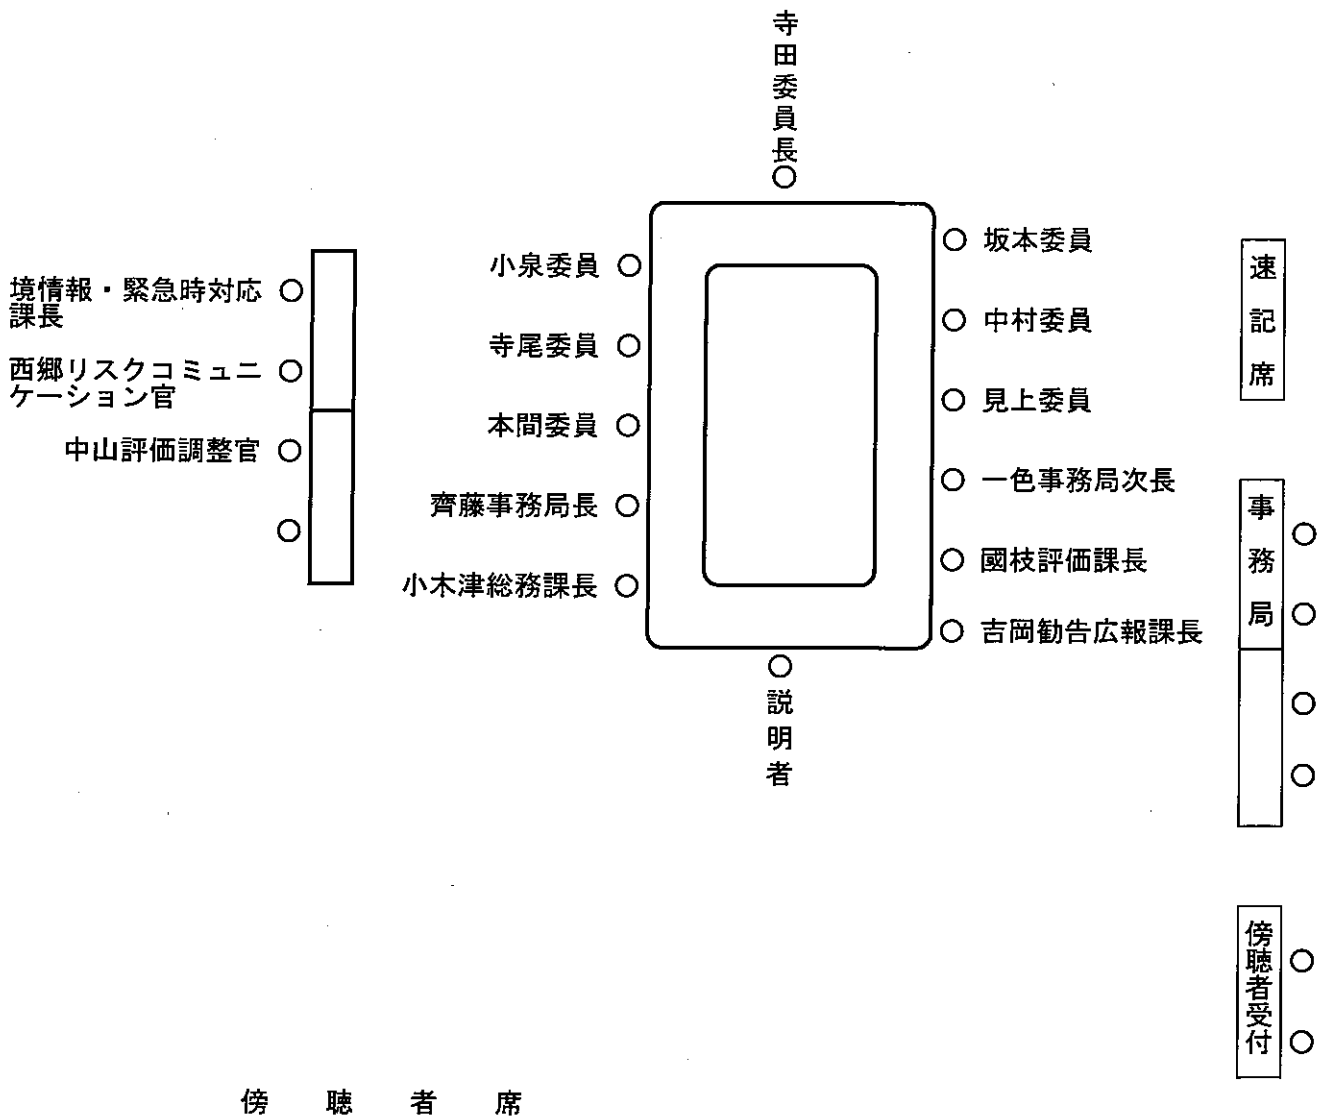 寺田委員長
小泉委員
寺尾委員
本間委員
齊藤事務局長
小木津総務課長
坂本委員
中村委員
見上委員
一色事務局次長
國枝評価課長
吉岡勧告広報課長
説明者
境情報・緊急時対応
課長
西郷リスクコミュニ
ケーション官
中山評価調整官
速記席
事務局
傍聴者受付
傍聴者席